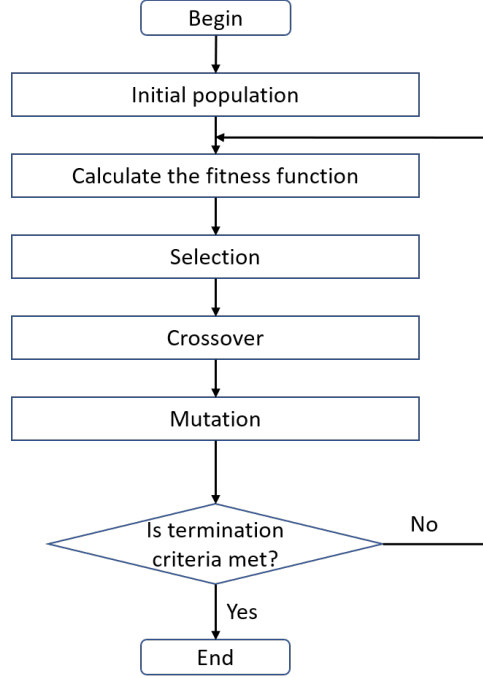 Begin
Initial population
Calculate the fitness function
Selection
Crossover
Mutation
Is termination
criteria met?
No
Yes
End